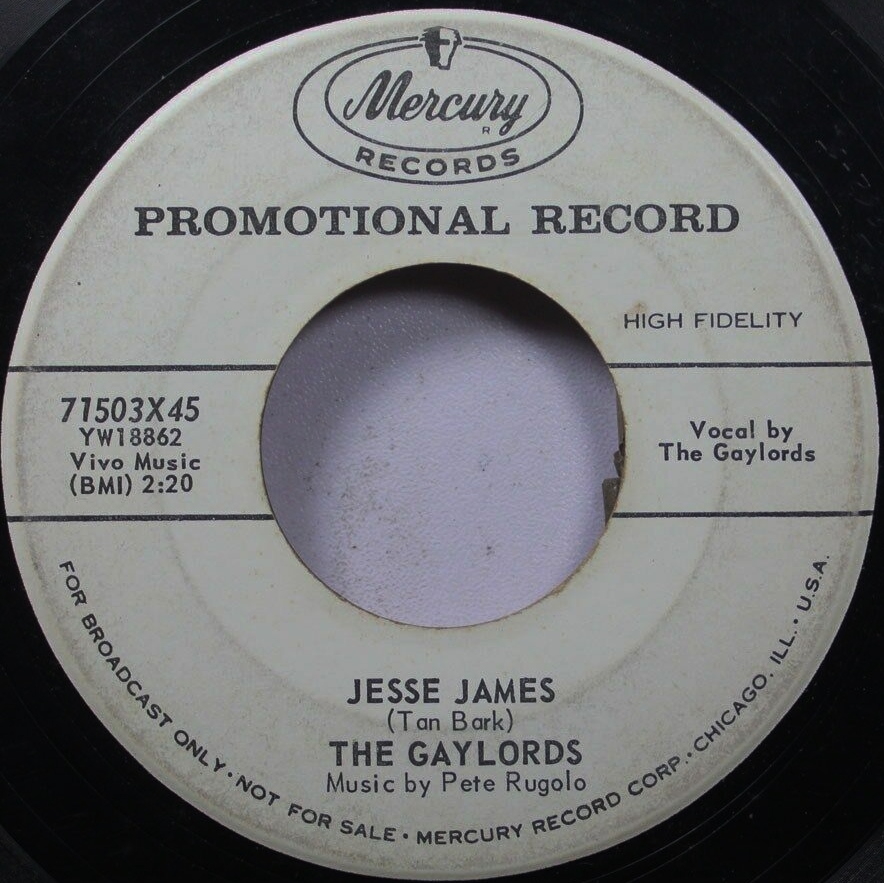 Mercury
R
RECORDS
PROMOTIONAL RECORD
HIGH FIDELITY
71503X45
YW18862
Vivo Music
(BMI) 2:20
Vocal by
The Gaylords
JESSE JAMES
(Tan Bark)
THE GAYLORDS
Music by Pete Rugolo
FOR BROADCAST ONLY • NOT FOR SALE • MERCURY RECORD CORP. • CHICAGO, ILL. • U.S.A.